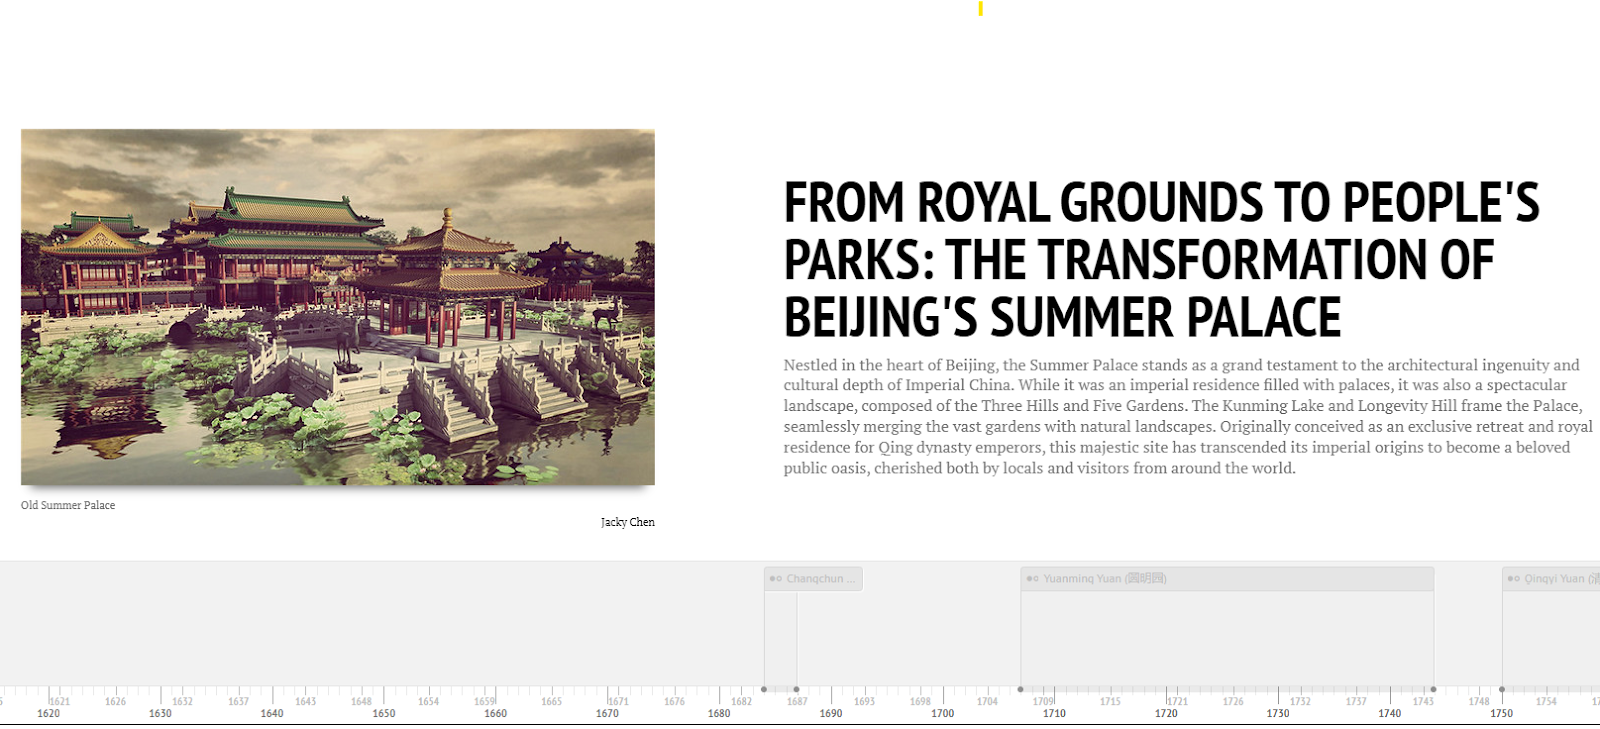 FROM ROYAL GROUNDS TO PEOPLE'S
PARKS: THE TRANSFORMATION OF
BEIJING'S SUMMER PALACE
Nestled in the heart of Beijing, the Summer Palace stands as a grand testament to the architectural ingenuity and
cultural depth of Imperial China. While it was an imperial residence filled with palaces, it was also a spectacular
landscape, composed of the Three Hills and Five Gardens. The Kunming Lake and Longevity Hill frame the Palace,
seamlessly merging the vast gardens with natural landscapes. Originally conceived as an exclusive retreat and royal
residence for Qing dynasty emperors, this majestic site has transcended its imperial origins to become a beloved
public oasis, cherished both by locals and visitors from around the world.
Old Summer Palace
Jacky Chen
Changchun ...
Yuanming Yuan (圆明园)
Qingyi Yuan
1621 1626 1632 1637 1643 1648 1654 1659 1665 1671 1676 1682 1687 1693 1698 1704 1709 1715 1721 1726 1732 1737 1743 1748 1754
1620 1630 1640 1650 1660 1670 1680 1690 1700 1710 1720 1730 1740 1750